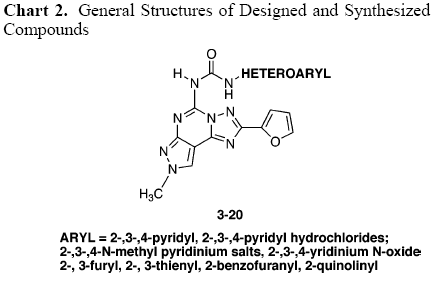 Chart 2. General Structures of Designed and Synthesized
Compounds
O
H
N
N
H
HETEROARYL
N
N
N
N
N
O
N
N
H3C
3-20
ARYL = 2-,3-,4-pyridyl, 2-,3-,4-pyridyl hydrochlorides;
2-,3-,4-N-methyl pyridinium salts, 2-,3-,4-yridinium N-oxide
2-, 3-furyl, 2-, 3-thienyl, 2-benzofuranyl, 2-quinolinyl